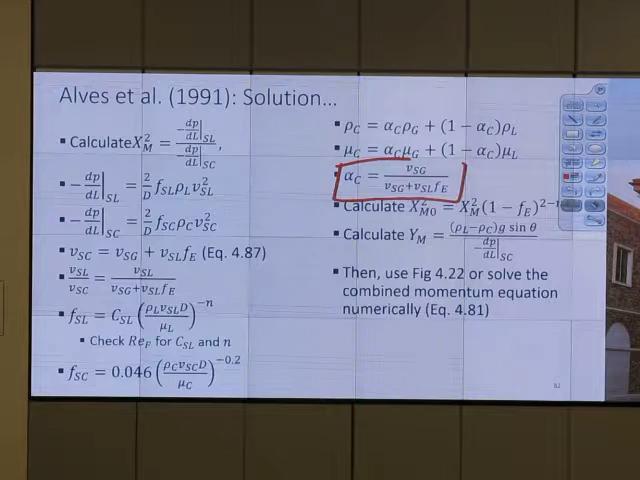 Alves et al. (1991): Solution...
▪ Calculate X_M^2 = (-dp/dL|_SL) / (-dp/dL|_SC),
▪ -dp/dL|_SL = 2/D f_SL ρ_L v_SL^2
▪ -dp/dL|_SC = 2/D f_SC ρ_C v_SC^2
▪ v_SC = v_SG + v_SL f_E (Eq. 4.87)
▪ v_SL/v_SC = v_SL/(v_SG+v_SL f_E)
▪ f_SL = C_SL (ρ_L v_SL D/μ_L)^-n
▪ Check Re_F for C_SL and n
▪ f_SC = 0.046 (ρ_C v_SC D/μ_C)^-0.2
▪ ρ_C = α_C ρ_G + (1 − α_C)ρ_L
▪ μ_C = α_C μ_G + (1 − α_C)μ_L
α_C = v_SG/(v_SG+v_SL f_E)
Calculate X_M0^2 = X_M^2 (1 − f_E)^2−
▪ Calculate Y_M = (ρ_L−ρ_C)g sin θ / (-dp/dL|_SC)
▪ Then, use Fig 4.22 or solve the
combined momentum equation
numerically (Eq. 4.81)